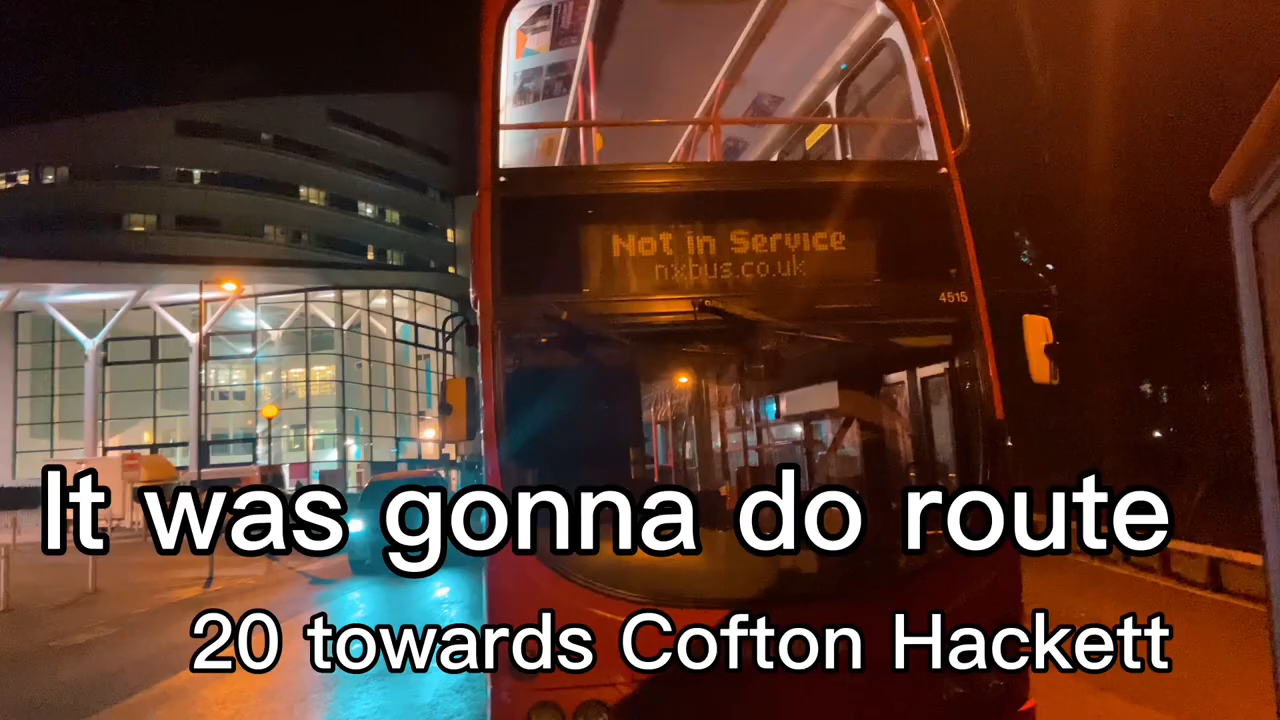 Not in Service
nxbus.co.uk
4515
It was gonna do route
20 towards Cofton Hackett